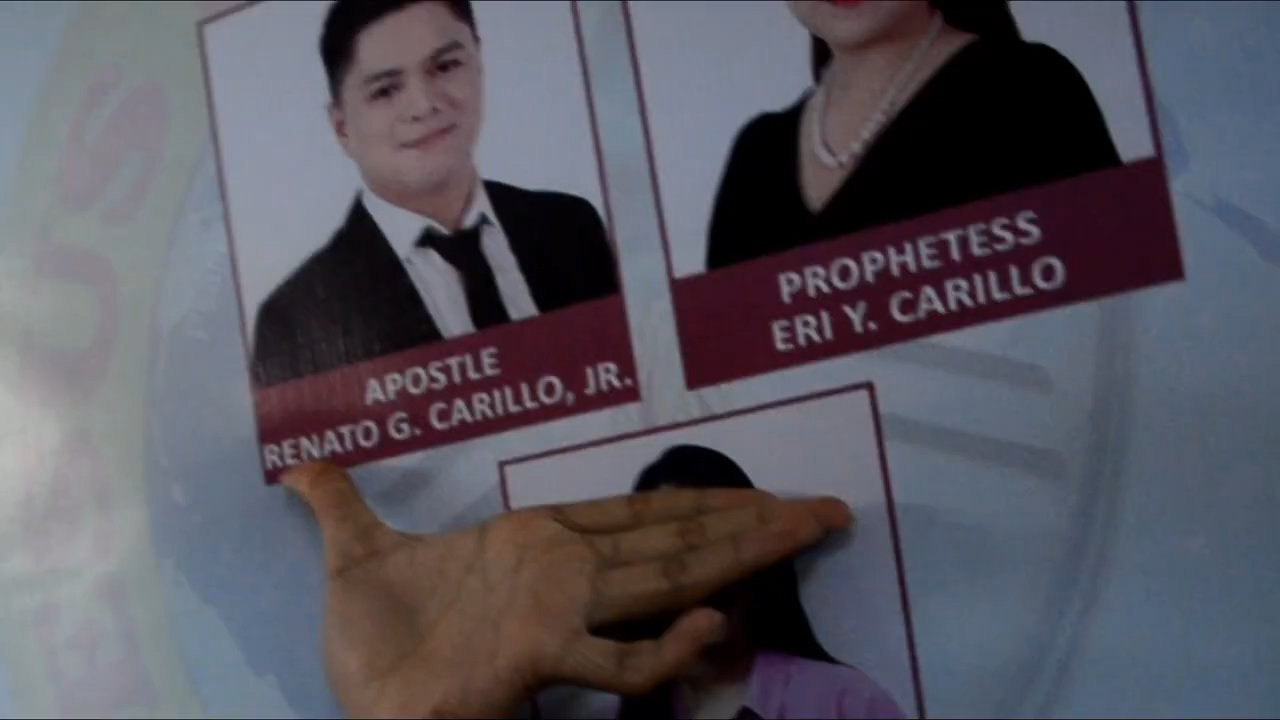 APOSTLE
RENATO G. CARILLO, JR.
PROPHETESS
ERI Y. CARILLO